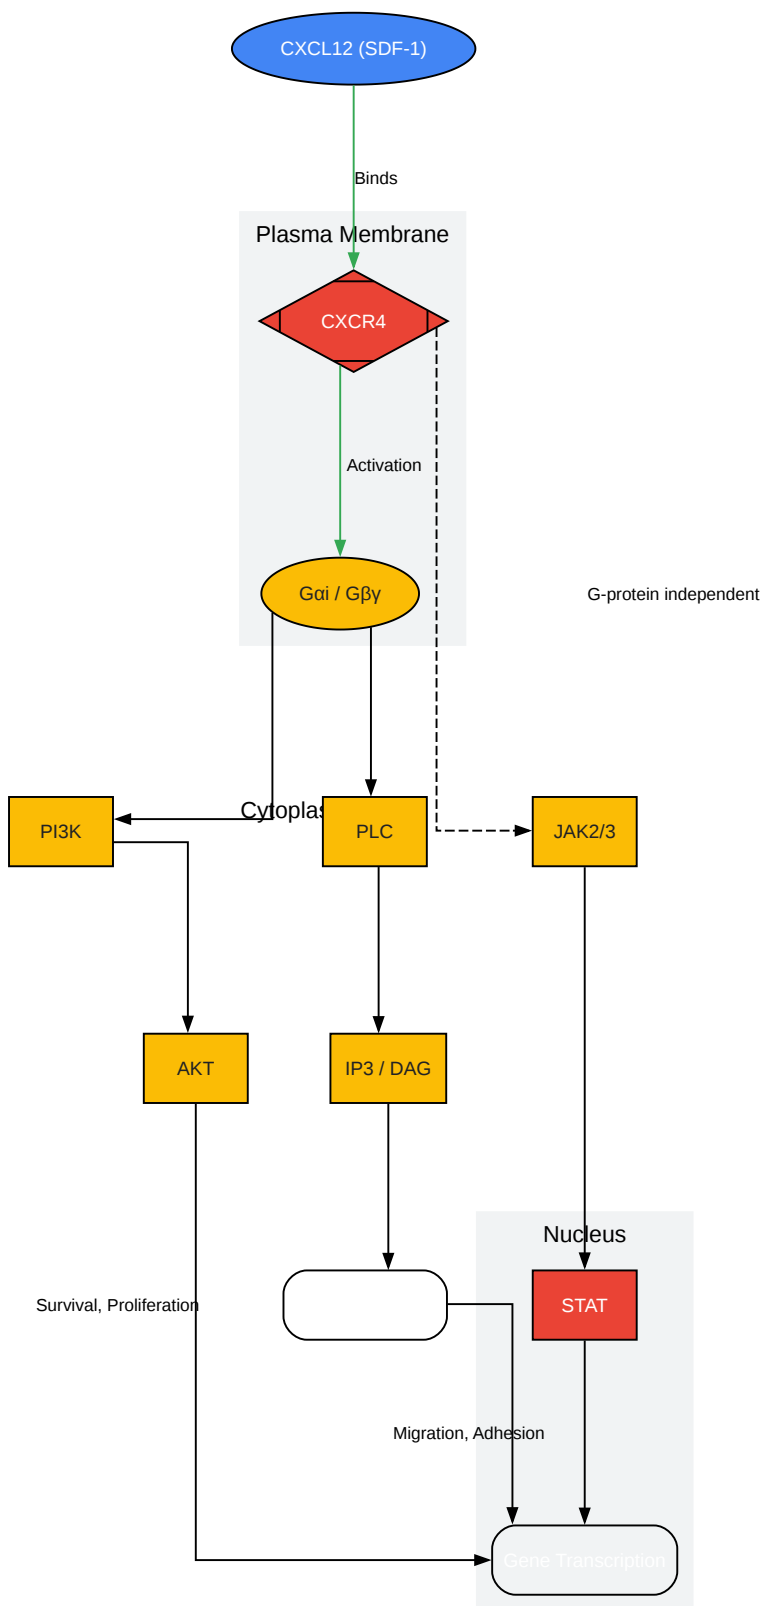 CXCL12 (SDF-1)
Binds
Plasma Membrane
CXCR4
Activation
Gαi / Gβγ
G-protein independent
PI3K
Cytoplas
PLC
JAK2/3
AKT
IP3 / DAG
Nucleus
Survival, Proliferation
STAT
Migration, Adhesion
Gene Transcription